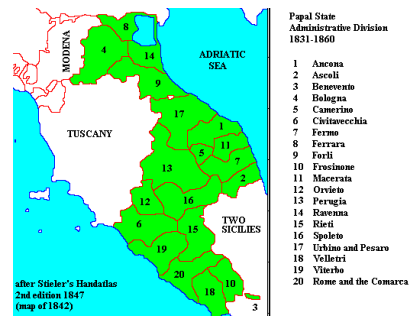 Papal State
Administrative Division
1831-1860
1 Ancona
2 Ascoli
3 Benevento
4 Bologna
5 Camerino
6 Civitavecchia
7 Fermo
8 Ferrara
9 Forli
10 Frosinone
11 Macerata
12 Orvieto
13 Perugia
14 Ravenna
15 Rieti
16 Spoleto
17 Urbino and Pesaro
18 Velletri
19 Viterbo
20 Rome and the Comarca
MODENA
ADRIATIC
SEA
TUSCANY
TWO
SICILIES
8
4
14
9
17
1
11
5
7
13
2
12
16
6
15
19
20
10
18
3
after Stieler's Handatlas
2nd edition 1847
(map of 1842)